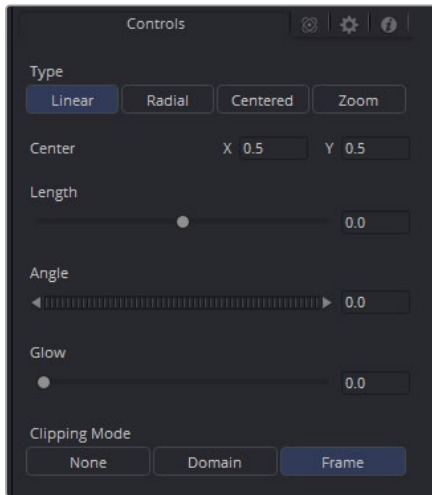 Controls
Type
Linear Radial Centered Zoom
Center X 0.5 Y 0.5
Length
0.0
Angle
0.0
Glow
0.0
Clipping Mode
None Domain Frame